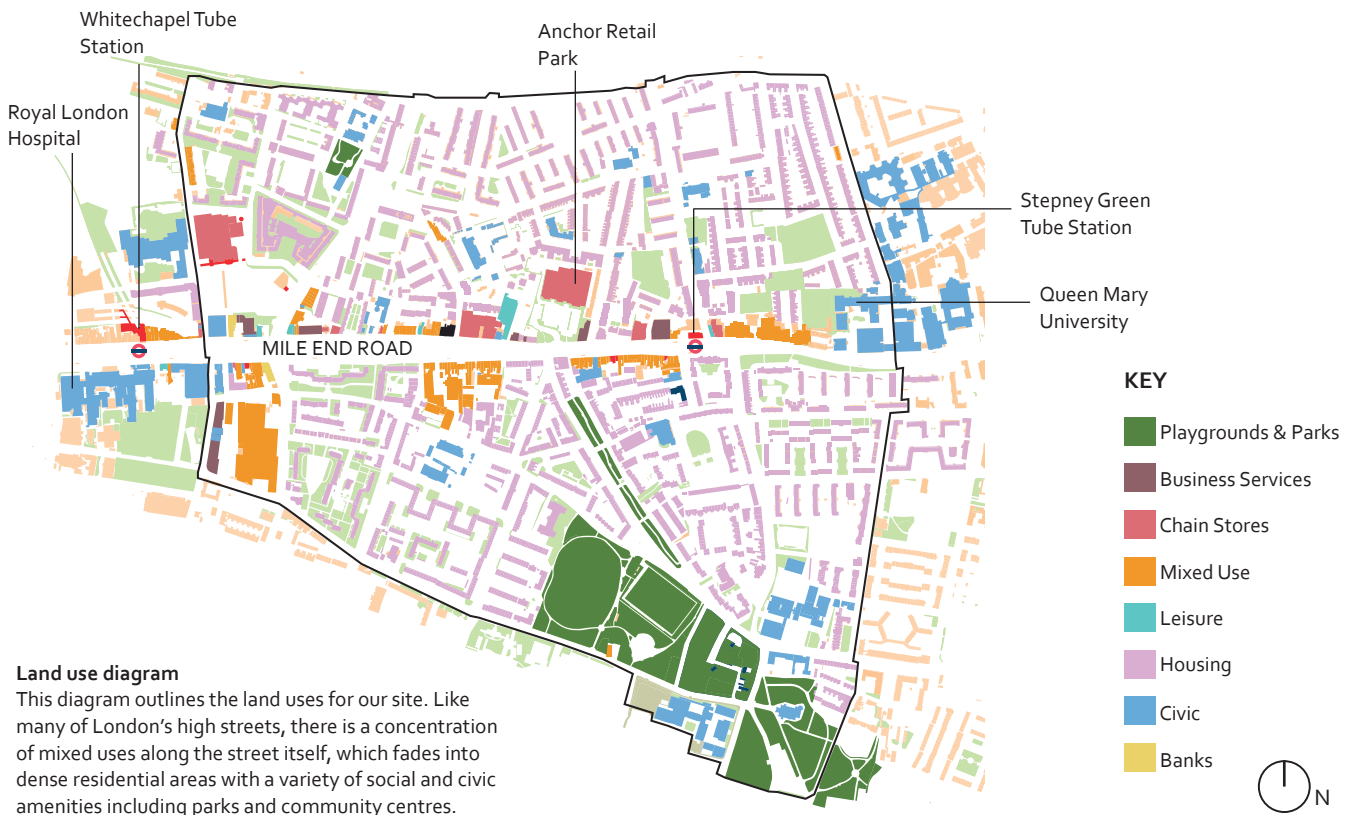 Whitechapel Tube
Station
Anchor Retail
Park
Royal London
Hospital
Stepney Green
Tube Station
Queen Mary
University
MILE END ROAD
KEY
Playgrounds & Parks
Business Services
Chain Stores
Mixed Use
Leisure
Housing
Civic
Banks
Land use diagram
This diagram outlines the land uses for our site. Like
many of London’s high streets, there is a concentration
of mixed uses along the street itself, which fades into
dense residential areas with a variety of social and civic
amenities including parks and community centres.
N